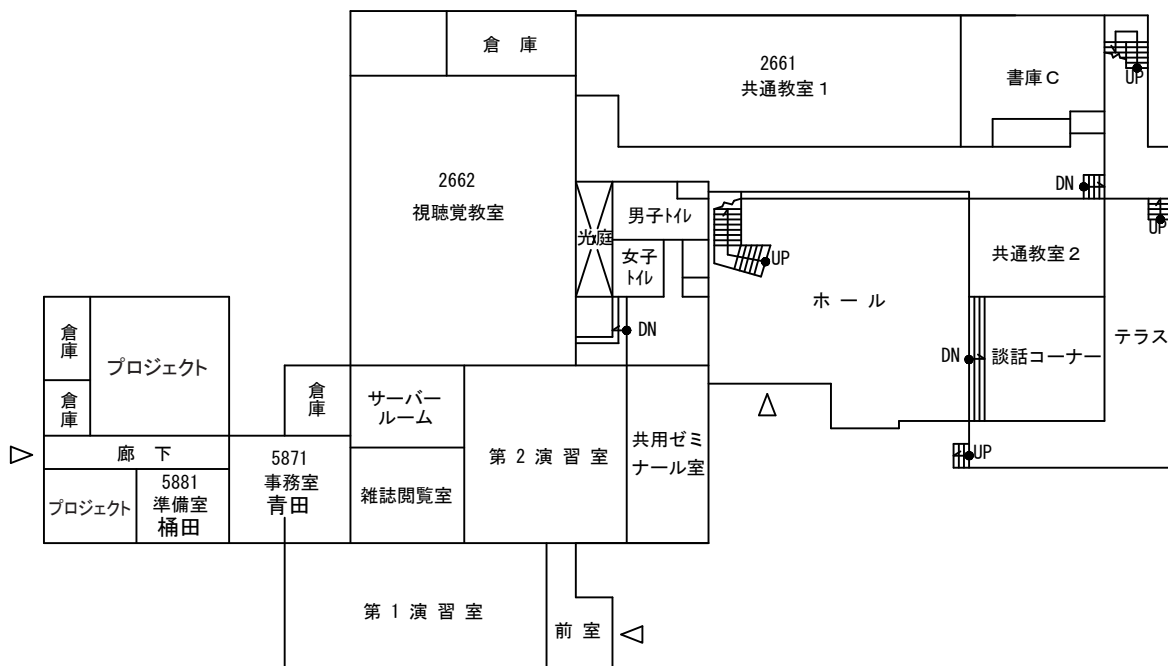 倉 庫
2661
共通教室1
書庫C
UP
2662
視聴覚教室
DN
男子トイレ
光庭
女子
トイレ
UP
UP
共通教室2
ホ ー ル
DN
テラス
DN
談話コーナー
倉
庫
プロジェクト
倉
庫
倉
庫
サーバー
ルーム
第 2 演 習 室
共用ゼミ
ナール室
廊 下
5871
事務室
青田
UP
5881
準備室
桶田
プロジェクト
雑誌閲覧室
第 1 演 習 室
前 室